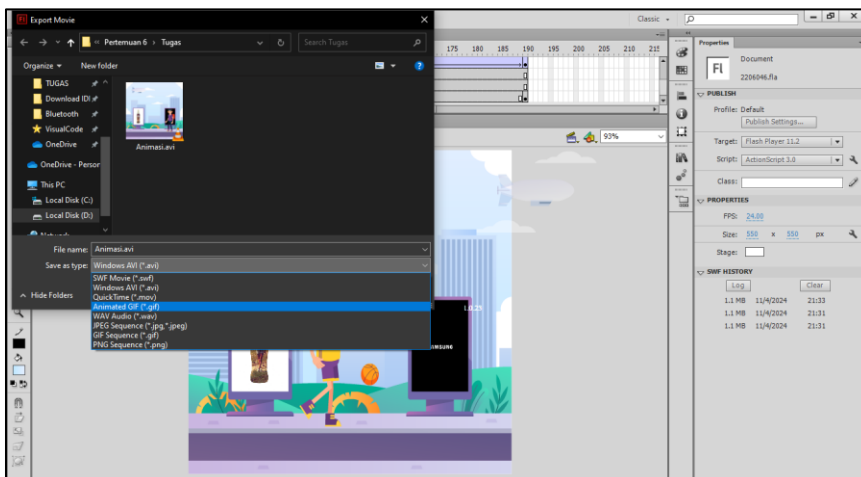 Export Movie
Pertemuan 6 › Tugas
Search Tugas
Organize
New folder
TUGAS
Download IDI
Bluetooth
VisualCode
OneDrive
OneDrive - Person
This PC
Local Disk (C:)
Local Disk (D:)
Animasi.avi
File name: Animasi.avi
Save as type: Windows AVI (*.avi)
SWF Movie (*.swf)
Windows AVI (*.avi)
QuickTime (*.mov)
Animated GIF (*.gif)
WAV Audio (*.wav)
JPEG Sequence (*.jpg,*.jpeg)
GIF Sequence (*.gif)
PNG Sequence (*.png)
Hide Folders
Classic
175 180 185 190 195 200 205 210 215
93%
1.0.23
SAMSUNG
Properties
Fl
Document
2206046.fla
PUBLISH
Profile: Default
Publish Settings...
Target: Flash Player 11.2
Script: ActionScript 3.0
Class:
PROPERTIES
FPS: 24.00
Size: 550 x 550 px
Stage:
SWF HISTORY
Log Clear
1.1 MB 11/4/2024 21:33
1.1 MB 11/4/2024 21:31
1.1 MB 11/4/2024 21:31